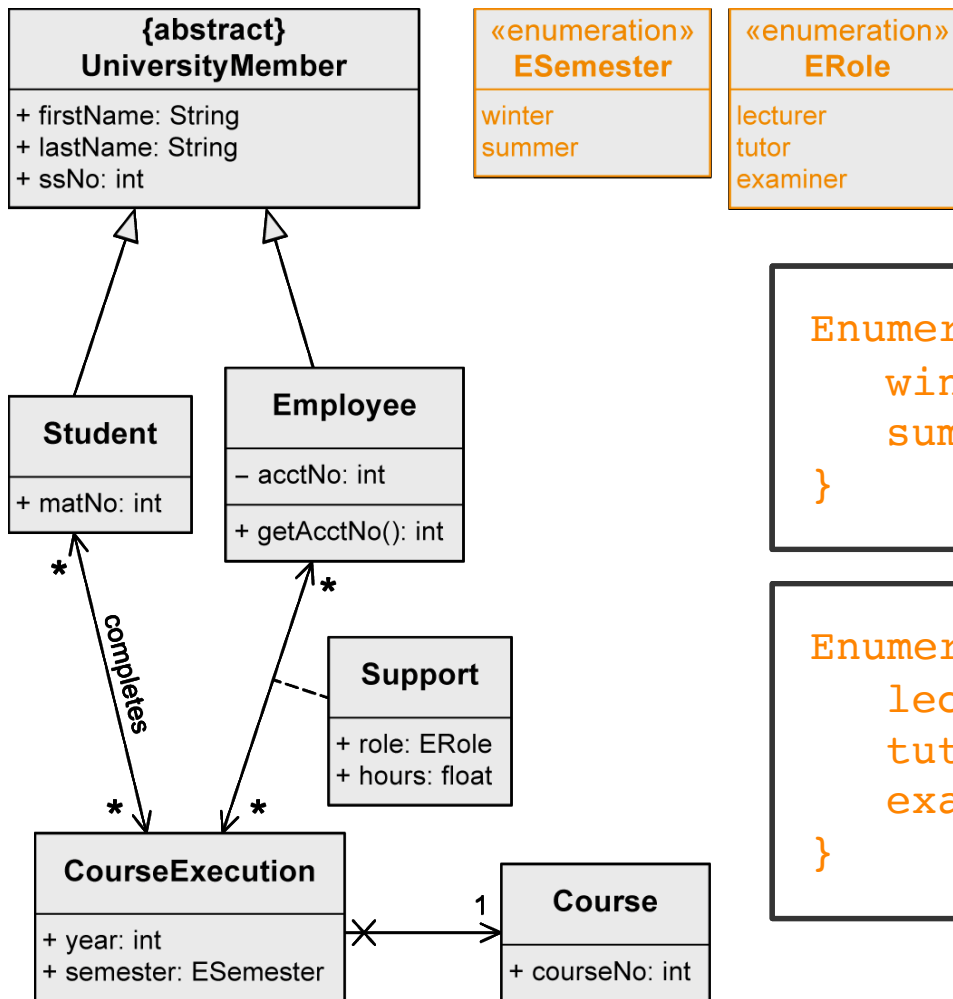 {abstract}
UniversityMember
+ firstName: String
+ lastName: String
+ ssNo: int
«enumeration»
ESemester
winter
summer
«enumeration»
ERole
lecturer
tutor
examiner
Student
+ matNo: int
Employee
– acctNo: int
+ getAcctNo(): int
*
*
completes
Support
+ role: ERole
+ hours: float
*
*
CourseExecution
+ year: int
+ semester: ESemester
1
Course
+ courseNo: int
}
}